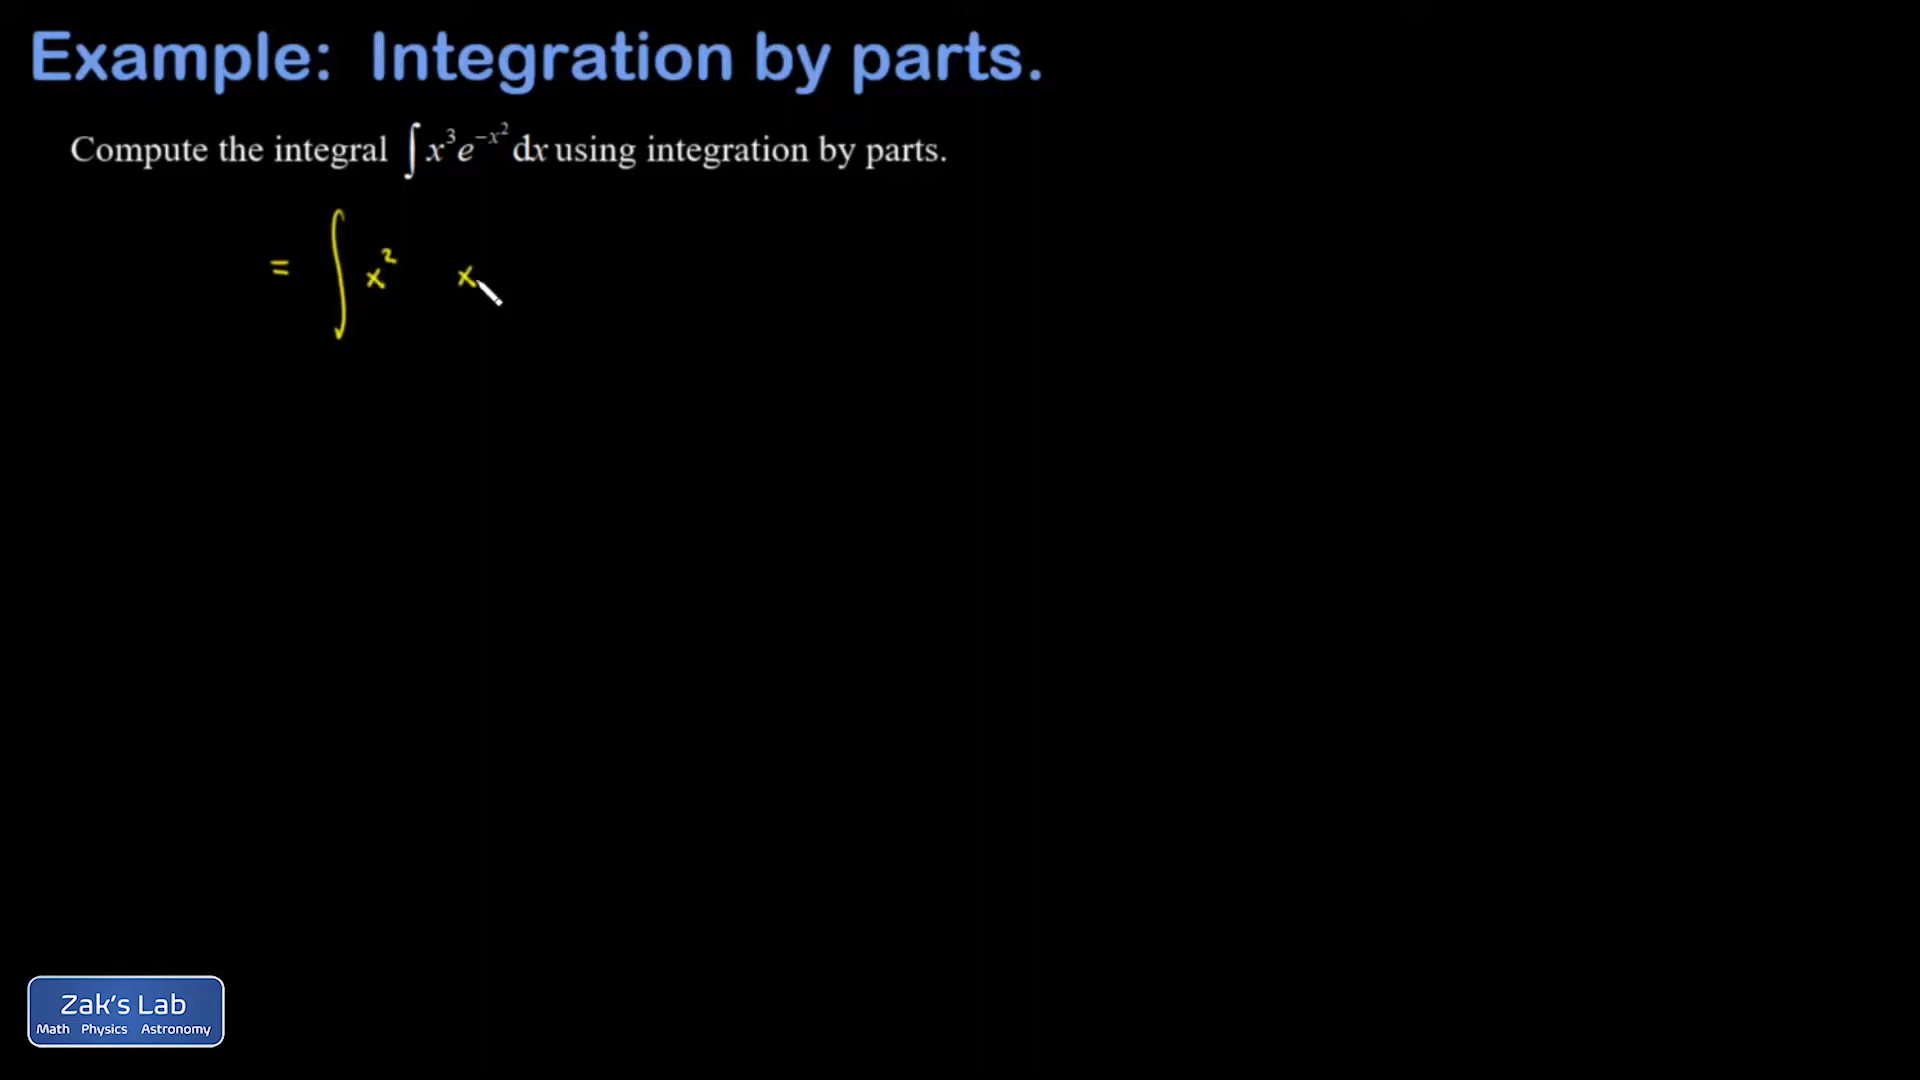 Example: Integration by parts.
Compute the integral ∫x³e^{-x²} dx using integration by parts.
= ∫ x² x
Zak's Lab
Math Physics Astronomy